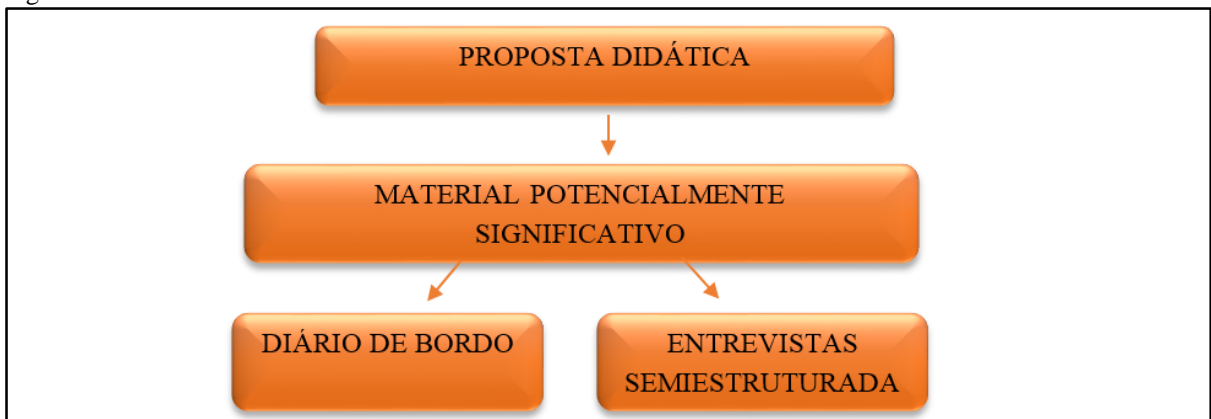 PROPOSTA DIDÁTICA
MATERIAL POTENCIALMENTE
SIGNIFICATIVO
DIÁRIO DE BORDO
ENTREVISTAS
SEMIESTRUTURADA